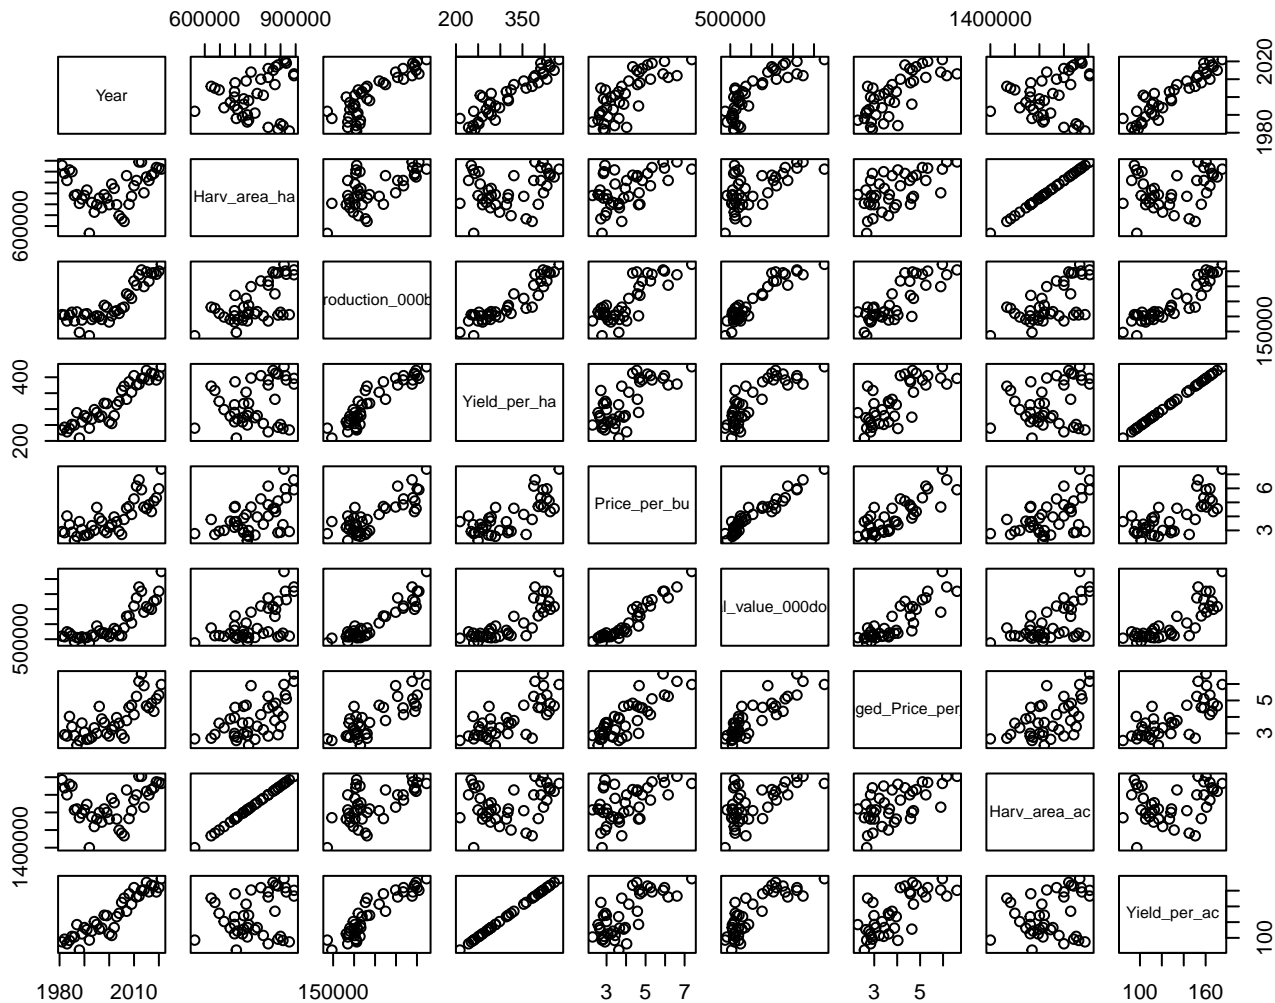 600000 900000 200 350 500000 1400000
Year
1980 2020
Harv_area_ha
600000
roduction_000b
150000
Yield_per_ha
200 400
Price_per_bu
3 6
l_value_000do
500000
ged_Price_per
3 5
Harv_area_ac
1400000
Yield_per_ac
100
1980 2010 150000 3 5 7 3 5 100 160